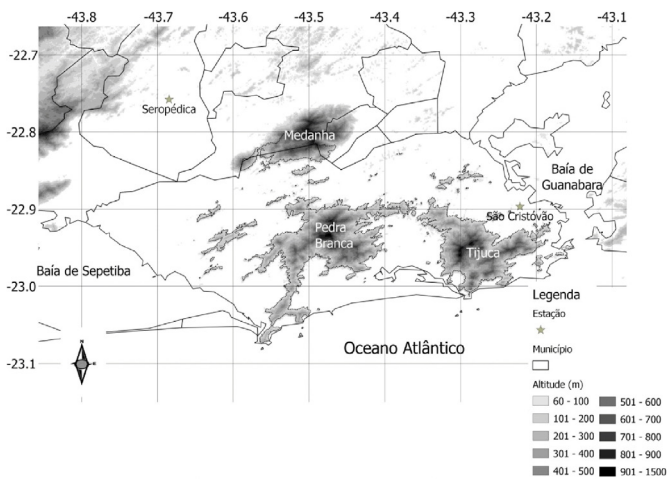 -43.8 -43.7 -43.6 -43.5 -43.4 -43.3 -43.2 -43.1
-22.7
Seropédica
-22.8
Medanha
Baía de
Guanabara
-22.9
São Cristóvão
Pedra
Branca
Tijuca
Baía de Sepetiba
-23.0
Legenda
Estação
Oceano Atlântico
Município
N
-23.1
Altitude (m)
60 - 100 501 - 600
101 - 200 601 - 700
201 - 300 701 - 800
301 - 400 801 - 900
401 - 500 901 - 1500